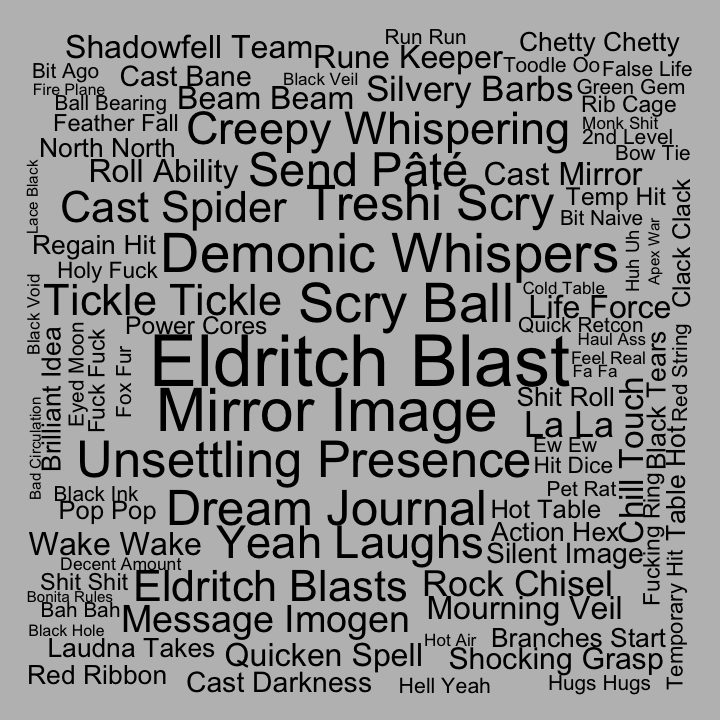 Run Run
Shadowfell Team
Chetty Chetty
Rune Keeper
Toodle Oo
False Life
Bit Ago
Cast Bane
Black Veil
Silvery Barbs
Green Gem
Fire Plane
Ball Bearing
Beam Beam
Rib Cage
Feather Fall
Creepy Whispering
Monk Shit
2nd Level
North North
Bow Tie
Roll Ability
Send Pâté
Cast Mirror
Lace Black
Cast Spider
Treshi Scry
Temp Hit
Bit Naive
Clack Clack
Regain Hit
Demonic Whispers
Huh Uh
Apex War
Holy Fuck
Cold Table
Tickle Tickle
Scry Ball
Life Force
Black Void
Power Cores
Quick Retcon
Haul Ass
Eldritch Blast
Feel Real
Fa Fa
Brilliant Idea
Eyed Moon
Fuck Fuck
Fox Fur
Black Tears
Red String
Mirror Image
Shit Roll
La La
Chill Touch
Bad Circulation
Unsettling Presence
Ew Ew
Hit Dice
Table Hot
Black Ink
Pet Rat
Pop Pop
Dream Journal
Hot Table
Fucking Ring
Wake Wake
Yeah Laughs
Action Hex
Silent Image
Decent Amount
Shit Shit
Eldritch Blasts
Rock Chisel
Temporary Hit
Bonita Rules
Bah Bah
Message Imogen
Mourning Veil
Black Hole
Hot Air
Branches Start
Laudna Takes
Quicken Spell
Shocking Grasp
Red Ribbon
Cast Darkness
Hell Yeah
Hugs Hugs